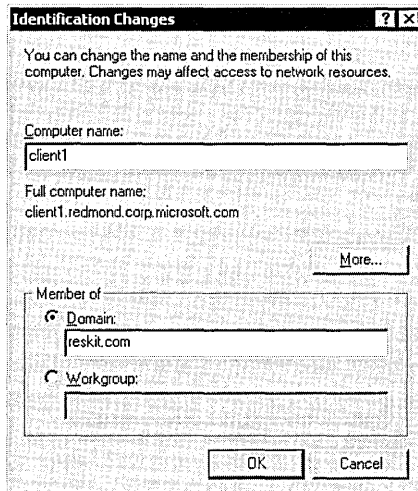 Identification Changes
You can change the name and the membership of this
computer. Changes may affect access to network resources.
Computer name:
client1
Full computer name:
client1.redmond.corp.microsoft.com
More...
Member of
Domain:
reskit.com
Workgroup:
OK Cancel